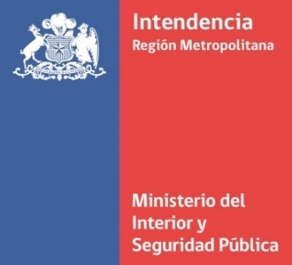 Intendencia
Región Metropolitana
Ministerio del
Interior y
Seguridad Pública